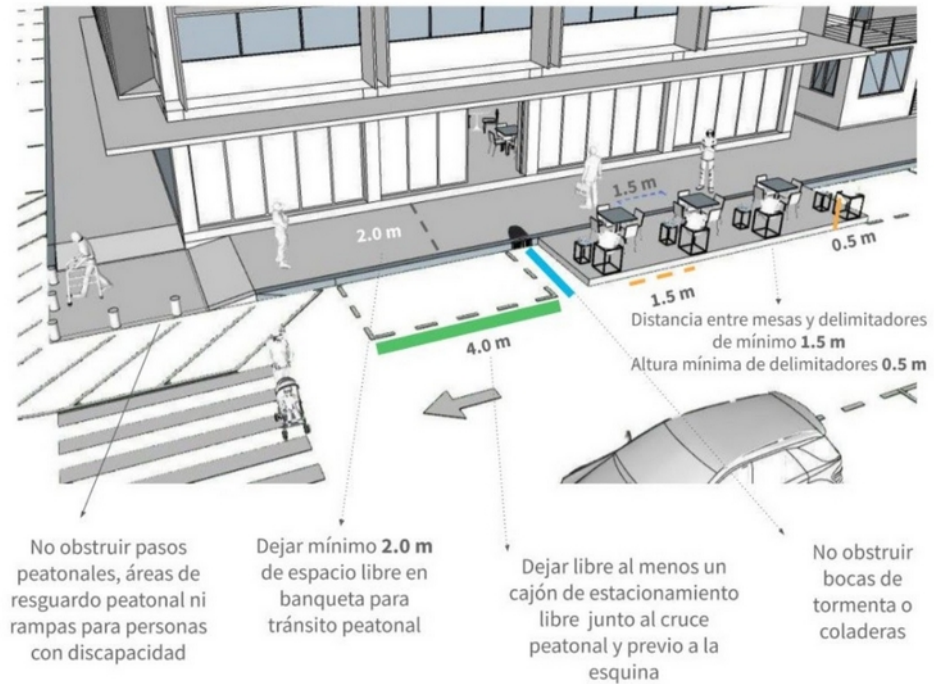 1.5 m
2.0 m
0.5 m
1.5 m
4.0 m
Distancia entre mesas y delimitadores
de mínimo 1.5 m
Altura mínima de delimitadores 0.5 m
No obstruir pasos
peatonales, áreas de
resguardo peatonal ni
rampas para personas
con discapacidad
Dejar mínimo 2.0 m
de espacio libre en
banqueta para
tránsito peatonal
Dejar libre al menos un
cajón de estacionamiento
libre junto al cruce
peatonal y previo a la
esquina
No obstruir
bocas de
tormenta o
coladeras